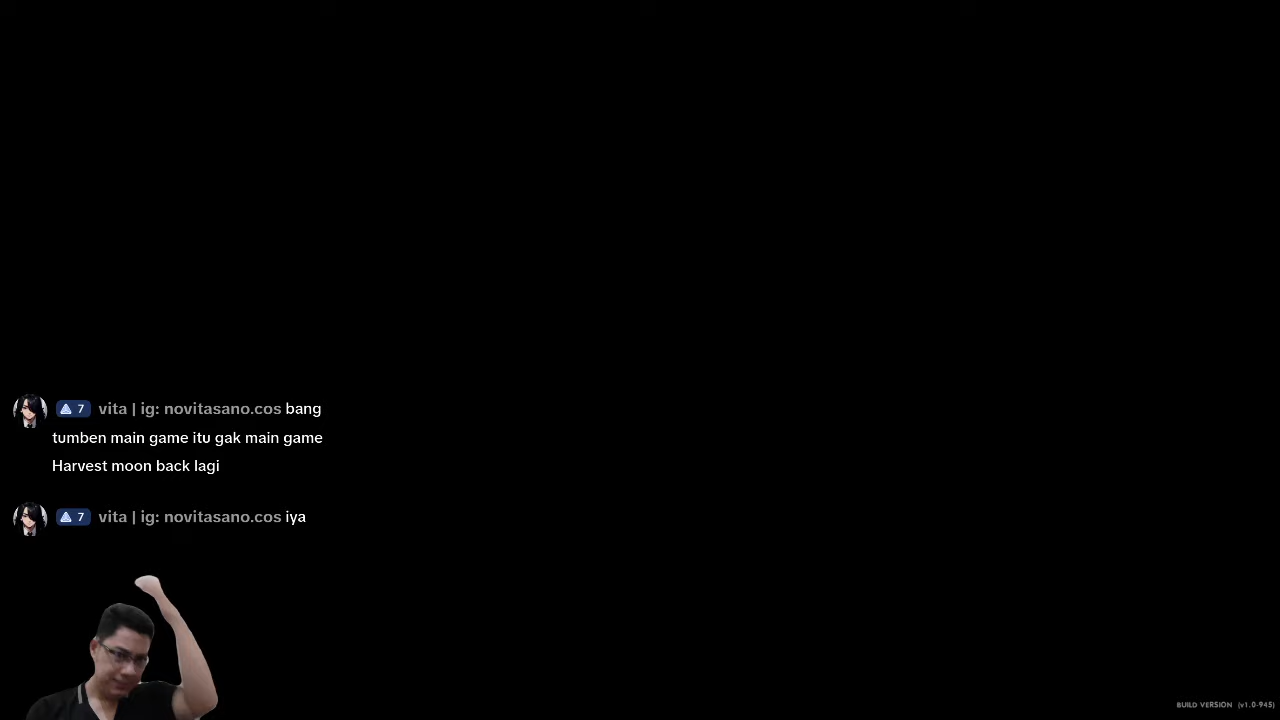 7 vita | ig: novitasano.cos bang
tumben main game itu gak main game
Harvest moon back lagi
7 vita | ig: novitasano.cos iya
BUILD VERSION (v1.0-945)